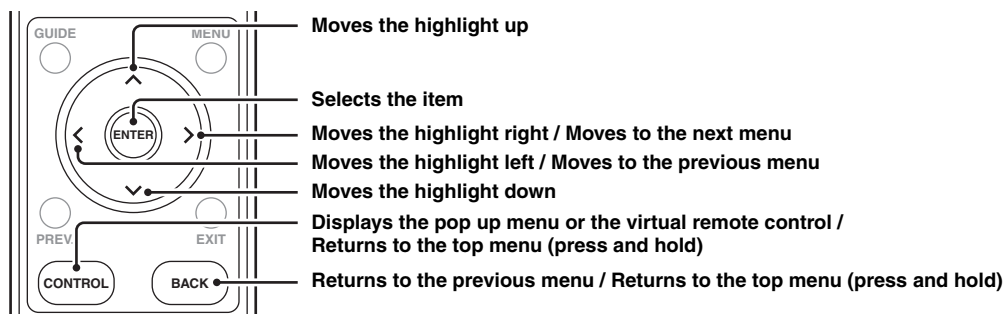 GUIDE
MENU
ENTER
PREV.
EXIT
CONTROL
BACK
Moves the highlight up
Selects the item
Moves the highlight right / Moves to the next menu
Moves the highlight left / Moves to the previous menu
Moves the highlight down
Displays the pop up menu or the virtual remote control /
Returns to the top menu (press and hold)
Returns to the previous menu / Returns to the top menu (press and hold)